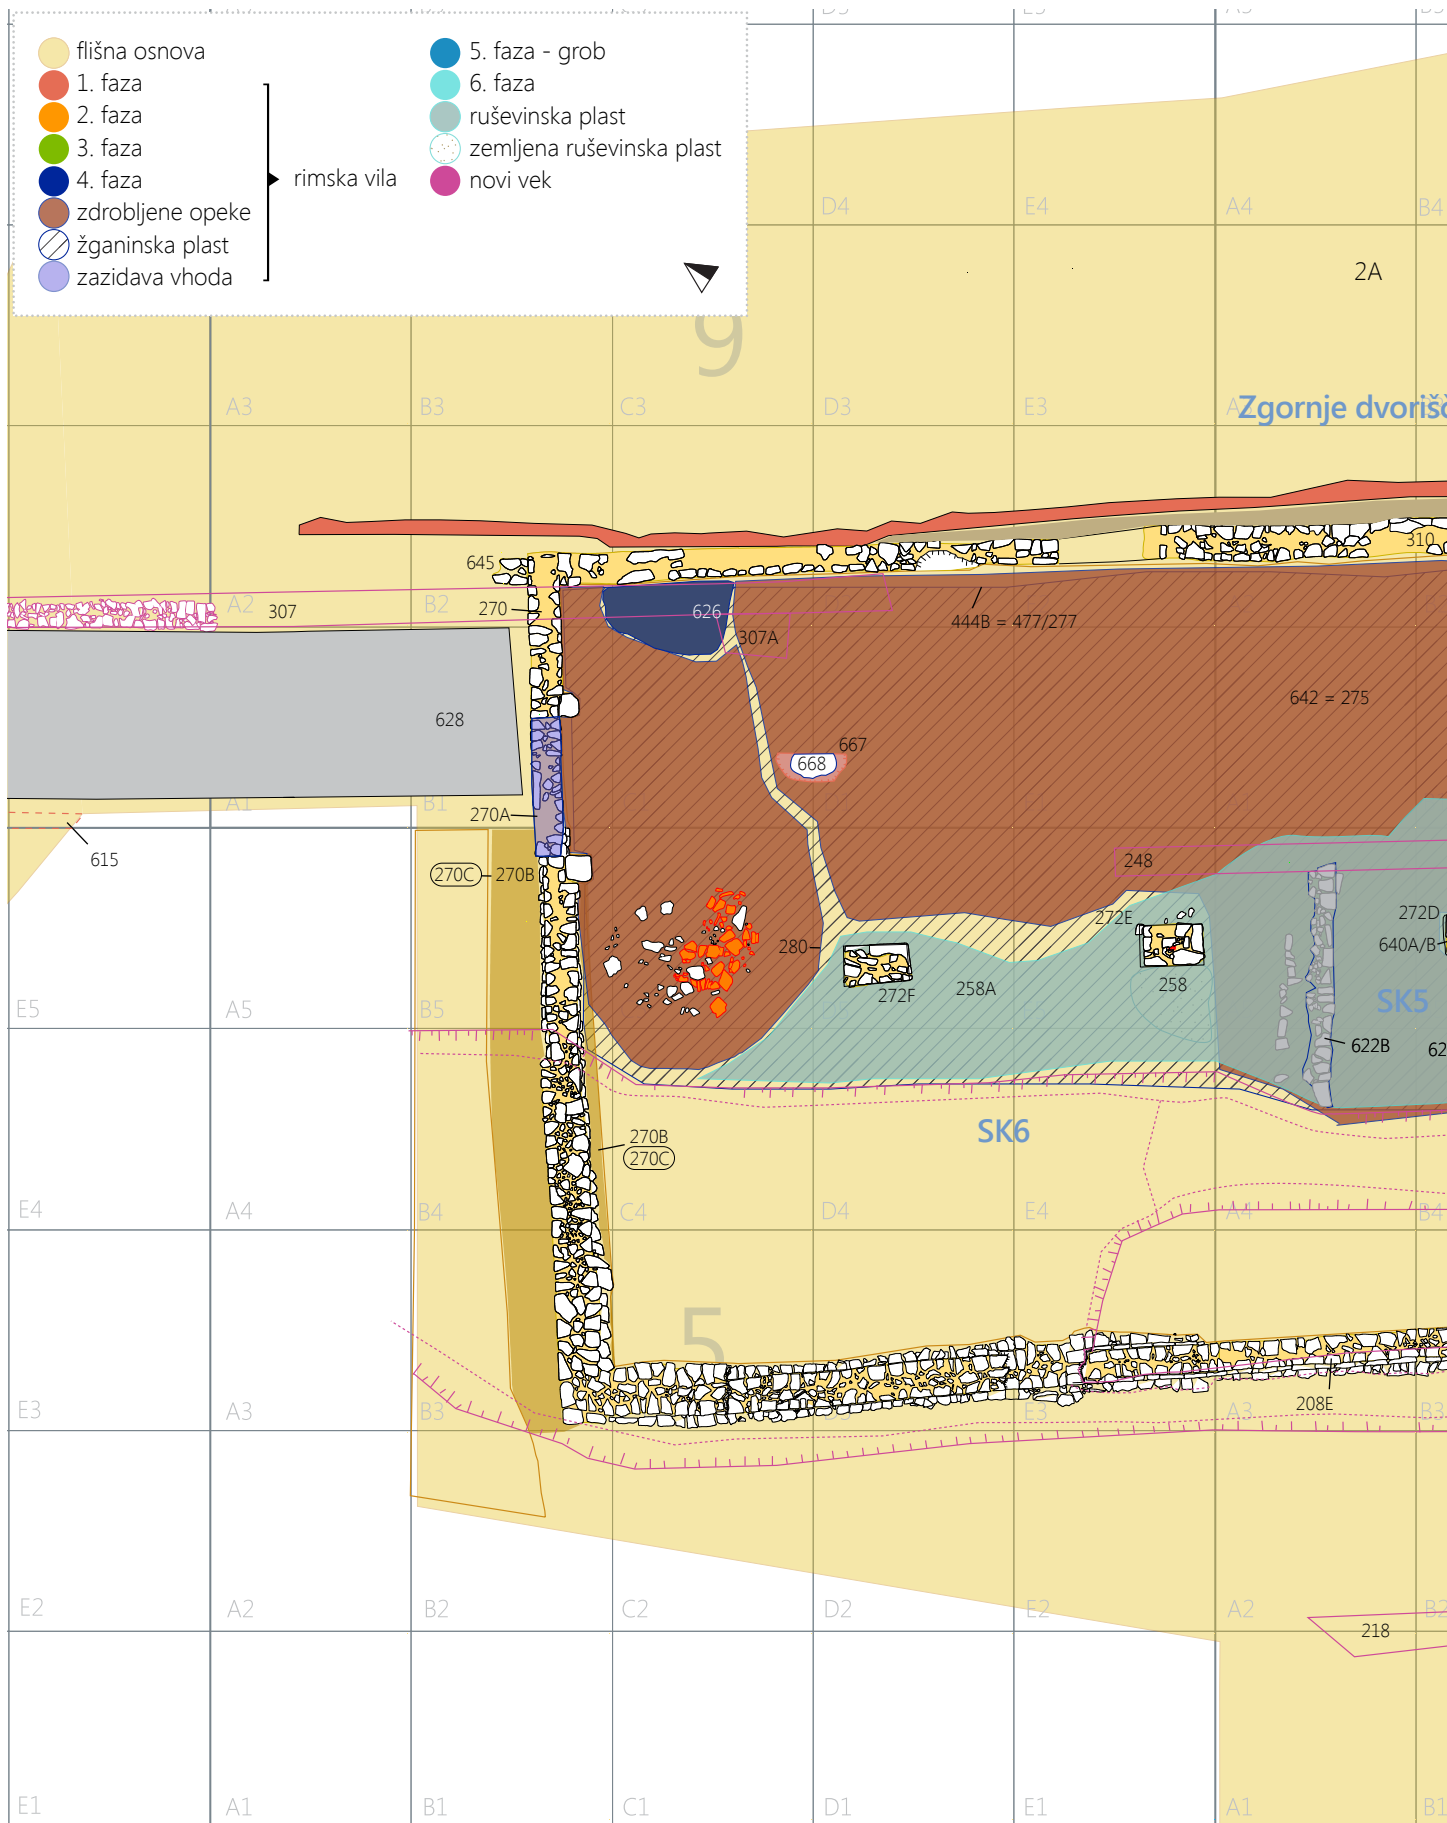 flišna osnova
1. faza
2. faza
3. faza
4. faza
zdrobljene opeke
žganinska plast
zazidava vhoda
rimska vila
5. faza - grob
6. faza
ruševinska plast
zemljena ruševinska plast
novi vek
D4 E4 A4 B4
2A
9
A3 B3 C3 D3 E3
Zgornje dvorišč
310
645
A2 307 B2 270 626
444B = 477/277
307A
642 = 275
628
667
668
A1 B1
270A
615
248
270C 270B
272E 272D
280 640A/B
272F 258A 258
E5 A5 B5 SK5
622B 62
SK6
270B
270C
E4 A4 B4 C4 D4 E4 A4 B4
5
208E
E3 A3 B3 D3 E3 A3 B3
E2 A2 B2 C2 D2 E2 A2 B2
218
E1 A1 B1 C1 D1 E1 A1 B1